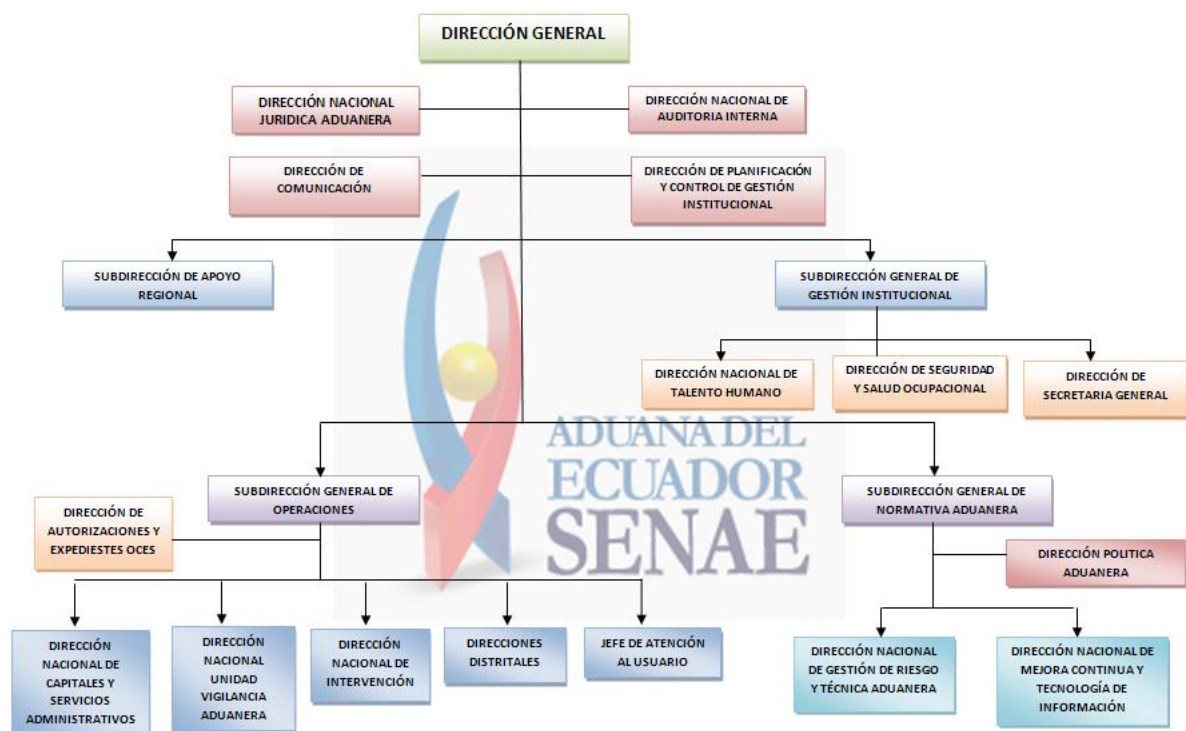 DIRECCIÓN GENERAL
DIRECCIÓN NACIONAL
JURIDICA ADUANERA
DIRECCIÓN NACIONAL DE
AUDITORIA INTERNA
DIRECCIÓN DE
COMUNICACIÓN
DIRECCIÓN DE PLANIFICACIÓN
Y CONTROL DE GESTIÓN
INSTITUCIONAL
SUBDIRECCIÓN DE APOYO
REGIONAL
SUBDIRECCIÓN GENERAL DE
GESTIÓN INSTITUCIONAL
DIRECCIÓN NACIONAL DE
TALENTO HUMANO
DIRECCIÓN DE SEGURIDAD
Y SALUD OCUPACIONAL
DIRECCIÓN DE
SECRETARIA GENERAL
ADUANA DEL
ECUADOR
SENAE
SUBDIRECCIÓN GENERAL DE
OPERACIONES
SUBDIRECCIÓN GENERAL DE
NORMATIVA ADUANERA
DIRECCIÓN DE
AUTORIZACIONES Y
EXPEDIESTES OCES
DIRECCIÓN POLITICA
ADUANERA
DIRECCIÓN
NACIONAL DE
CAPITALES Y
SERVICIOS
ADMINISTRATIVOS
DIRECCIÓN
NACIONAL
UNIDAD
VIGILANCIA
ADUANERA
DIRECCIÓN
NACIONAL DE
INTERVENCIÓN
DIRECCIONES
DISTRITALES
JEFE DE ATENCIÓN
AL USUARIO
DIRECCIÓN NACIONAL
DE GESTIÓN DE RIESGO
Y TÉCNICA ADUANERA
DIRECCIÓN NACIONAL DE
MEJORA CONTINUA Y
TECNOLOGÍA DE
INFORMACIÓN